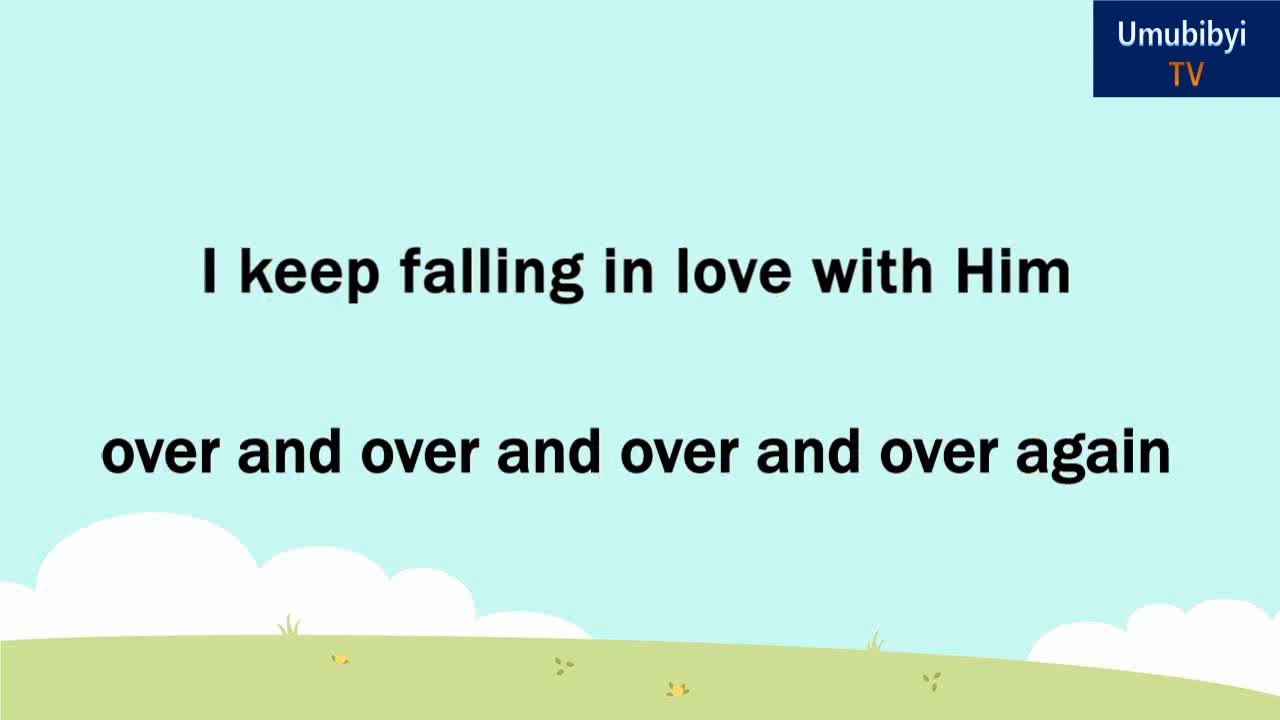 Umubibyi
TV
I keep falling in love with Him
over and over and over and over again